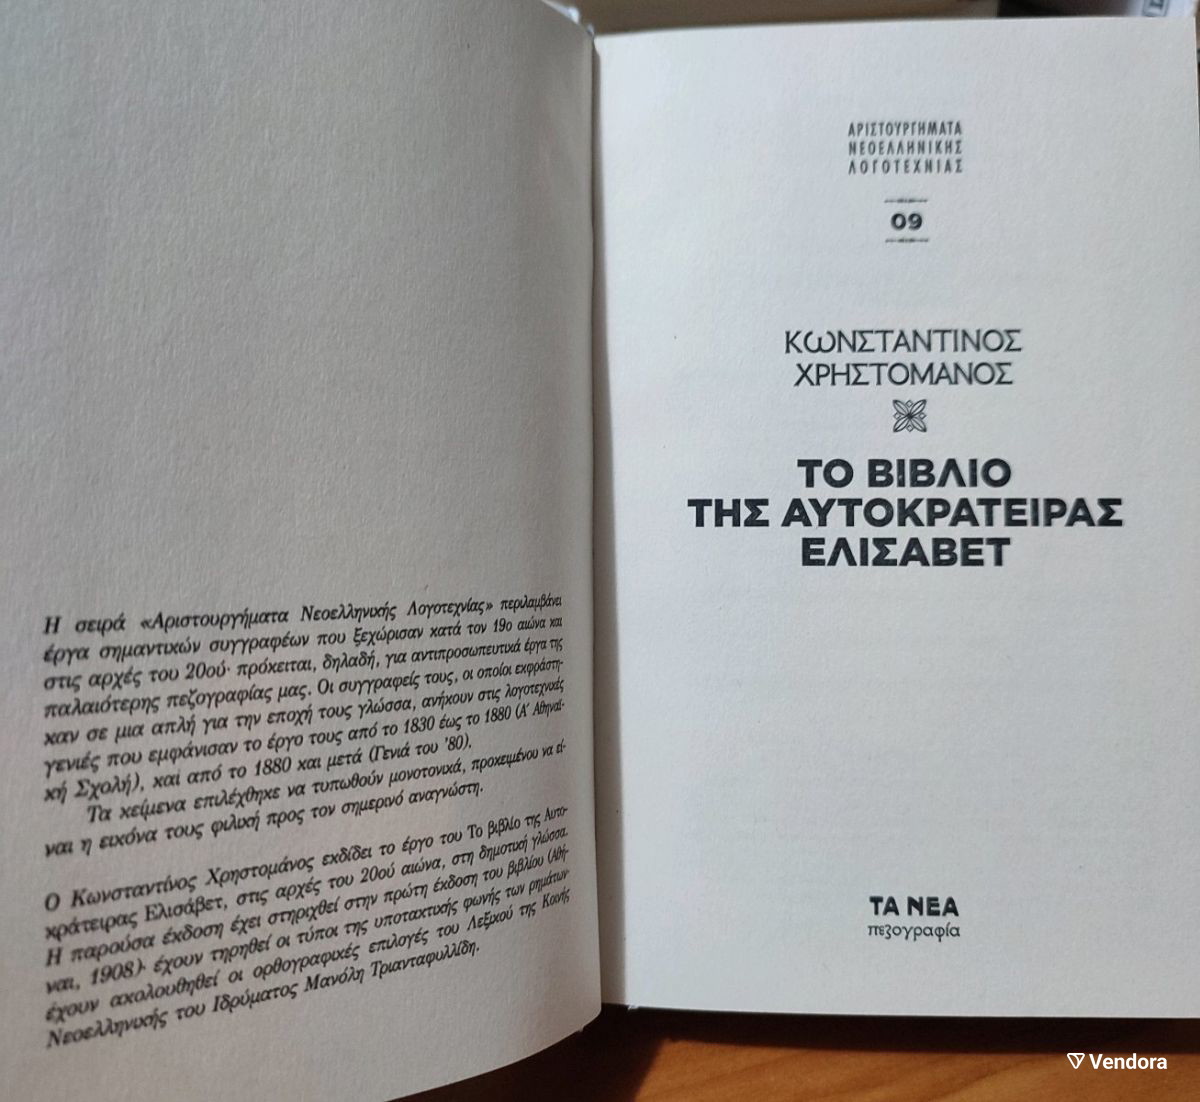 Η σειρά «Αριστουργήματα Νεοελληνικής Λογοτεχνίας» περιλαμβάνει
έργα σημαντικών συγγραφέων που ξεχώρισαν κατά τον 19ο αιώνα και
στις αρχές του 20ού· πρόκειται, δηλαδή, για αντιπροσωπευτικά έργα της
παλαιότερης πεζογραφίας μας. Οι συγγραφείς τους, οι οποίοι εκφράστη-
καν σε μια απλή για την εποχή τους γλώσσα, ανήκουν στις λογοτεχνικές
γενιές που εμφάνισαν το έργο τους από το 1830 έως το 1880 (Α΄ Αθηναϊ-
κή Σχολή), και από το 1880 και μετά (Γενιά του ’80).
Τα κείμενα επιλέχθηκε να τυπωθούν μονοτονικά, προκειμένου να εί-
ναι η εικόνα τους φιλική προς τον σημερινό αναγνώστη.
Ο Κωνσταντίνος Χρηστομάνος εκδίδει το έργο του Το βιβλίο της Αυτο-
κράτειρας Ελισάβετ, στις αρχές του 20ού αιώνα, στη δημοτική γλώσσα.
Η παρούσα έκδοση έχει στηριχθεί στην πρώτη έκδοση του βιβλίου (Αθή-
ναι, 1908)· έχουν τηρηθεί οι τύποι της υποτακτικής φωνής των ρημάτων
έχουν ακολουθηθεί οι ορθογραφικές επιλογές του Λεξικού της Κοινής
Νεοελληνικής του Ιδρύματος Μανόλη Τριανταφυλλίδη.
ΑΡΙΣΤΟΥΡΓΗΜΑΤΑ
ΝΕΟΕΛΛΗΝΙΚΗΣ
ΛΟΓΟΤΕΧΝΙΑΣ
09
ΚΩΝΣΤΑΝΤΙΝΟΣ
ΧΡΗΣΤΟΜΑΝΟΣ
ΤΟ ΒΙΒΛΙΟ
ΤΗΣ ΑΥΤΟΚΡΑΤΕΙΡΑΣ
ΕΛΙΣΑΒΕΤ
ΤΑ ΝΕΑ
πεζογραφία
Vendora